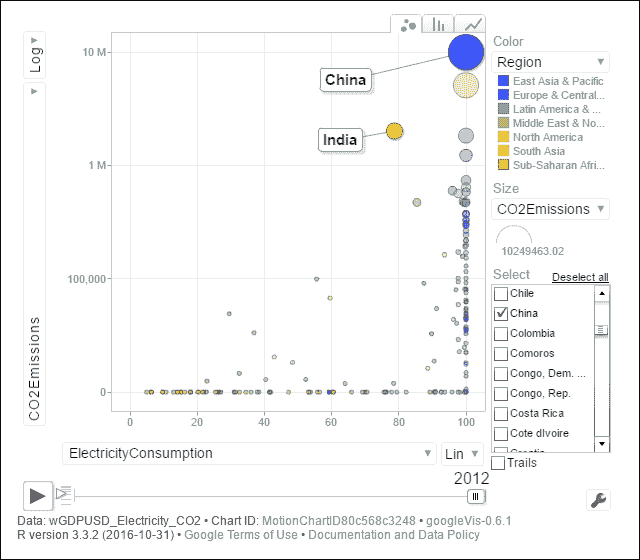 Log
CO2Emissions
10 M
1 M
100,000
0
China
India
0
20
40
60
80
100
ElectricityConsumption
Lin
Color
Region
East Asia & Pacific
Europe & Central...
Latin America & ...
Middle East & No...
North America
South Asia
Sub-Saharan Afri...
Size
CO2Emissions
10249463.02
Select
Deselect all
Chile
China
Colombia
Comoros
Congo, Dem. ...
Congo, Rep.
Costa Rica
Cote dIvoire
Trails
2012
Data: wGDPUSD_Electricity_CO2 • Chart ID: MotionChartID80c568c3248 • googleVis-0.6.1
R version 3.3.2 (2016-10-31) • Google Terms of Use • Documentation and Data Policy